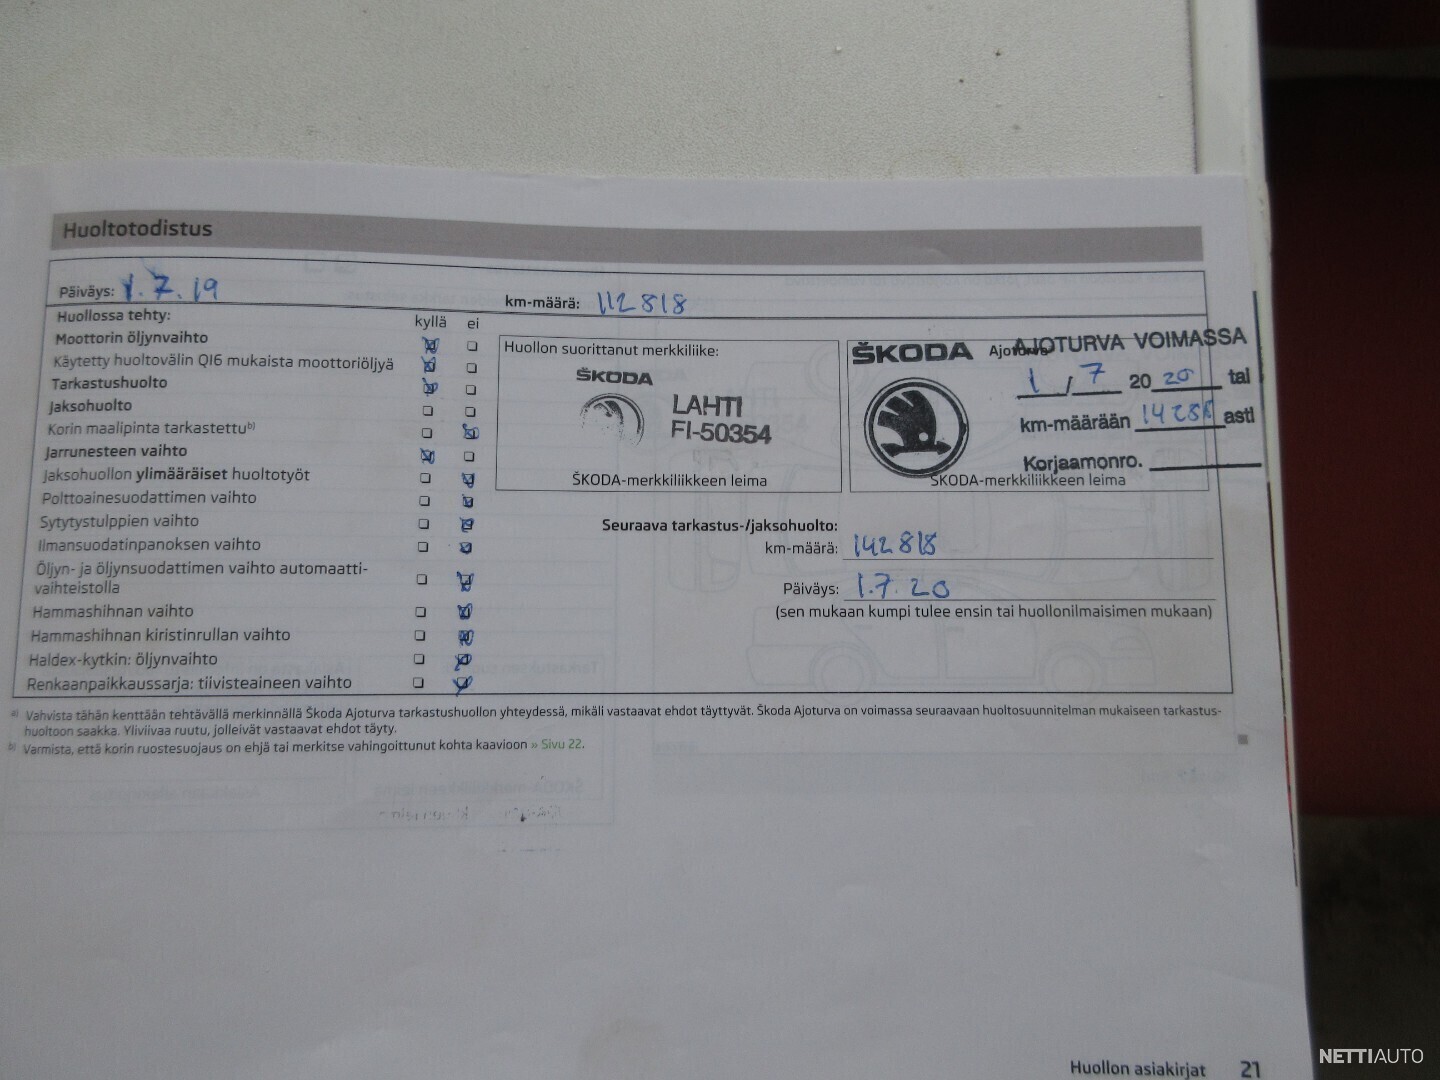 Huoltotodistus
Päiväys: 1.7.19
km-määrä: 112818
Huollossa tehty: kyllä ei
Moottorin öljynvaihto
Käytetty huoltovälin QI6 mukaista moottoriöljyä
Tarkastushuolto
Jaksohuolto
Korin maalipinta tarkastettu b)
Jarrunesteen vaihto
Jaksohuollon ylimääräiset huoltotyöt
Polttoainesuodattimen vaihto
Sytytystulppien vaihto
Ilmansuodatinpanoksen vaihto
Öljyn- ja öljynsuodattimen vaihto automaatti-
vaihteistolla
Hammashihnan vaihto
Hammashihnan kiristinrullan vaihto
Haldex-kytkin: öljynvaihto
Renkaanpaikkaussarja: tiivisteaineen vaihto
Huollon suorittanut merkkiliike:
ŠKODA
LAHTI
FI-50354
ŠKODA-merkkiliikkeen leima
ŠKODA
AJOTURVA VOIMASSA
1 / 7 2020 tai
km-määrään 14281 asti
Korjaamonro.
ŠKODA-merkkiliikkeen leima
Seuraava tarkastus-/jaksohuolto:
km-määrä: 142818
Päiväys: 1.7.20
(sen mukaan kumpi tulee ensin tai huollonilmaisimen mukaan)
a) Vahvista tähän kenttään tehtävällä merkinnällä Škoda Ajoturva tarkastushuollon yhteydessä, mikäli vastaavat ehdot täyttyvät. Škoda Ajoturva on voimassa seuraavaan huoltosuunnitelman mukaiseen tarkastus-
huoltoon saakka. Yliviivaa ruutu, jolleivät vastaavat ehdot täyty.
b) Varmista, että korin ruostesuojaus on ehjä tai merkitse vahingoittunut kohta kaavioon » Sivu 22.
Huollon asiakirjat 21
NETTIAUTO